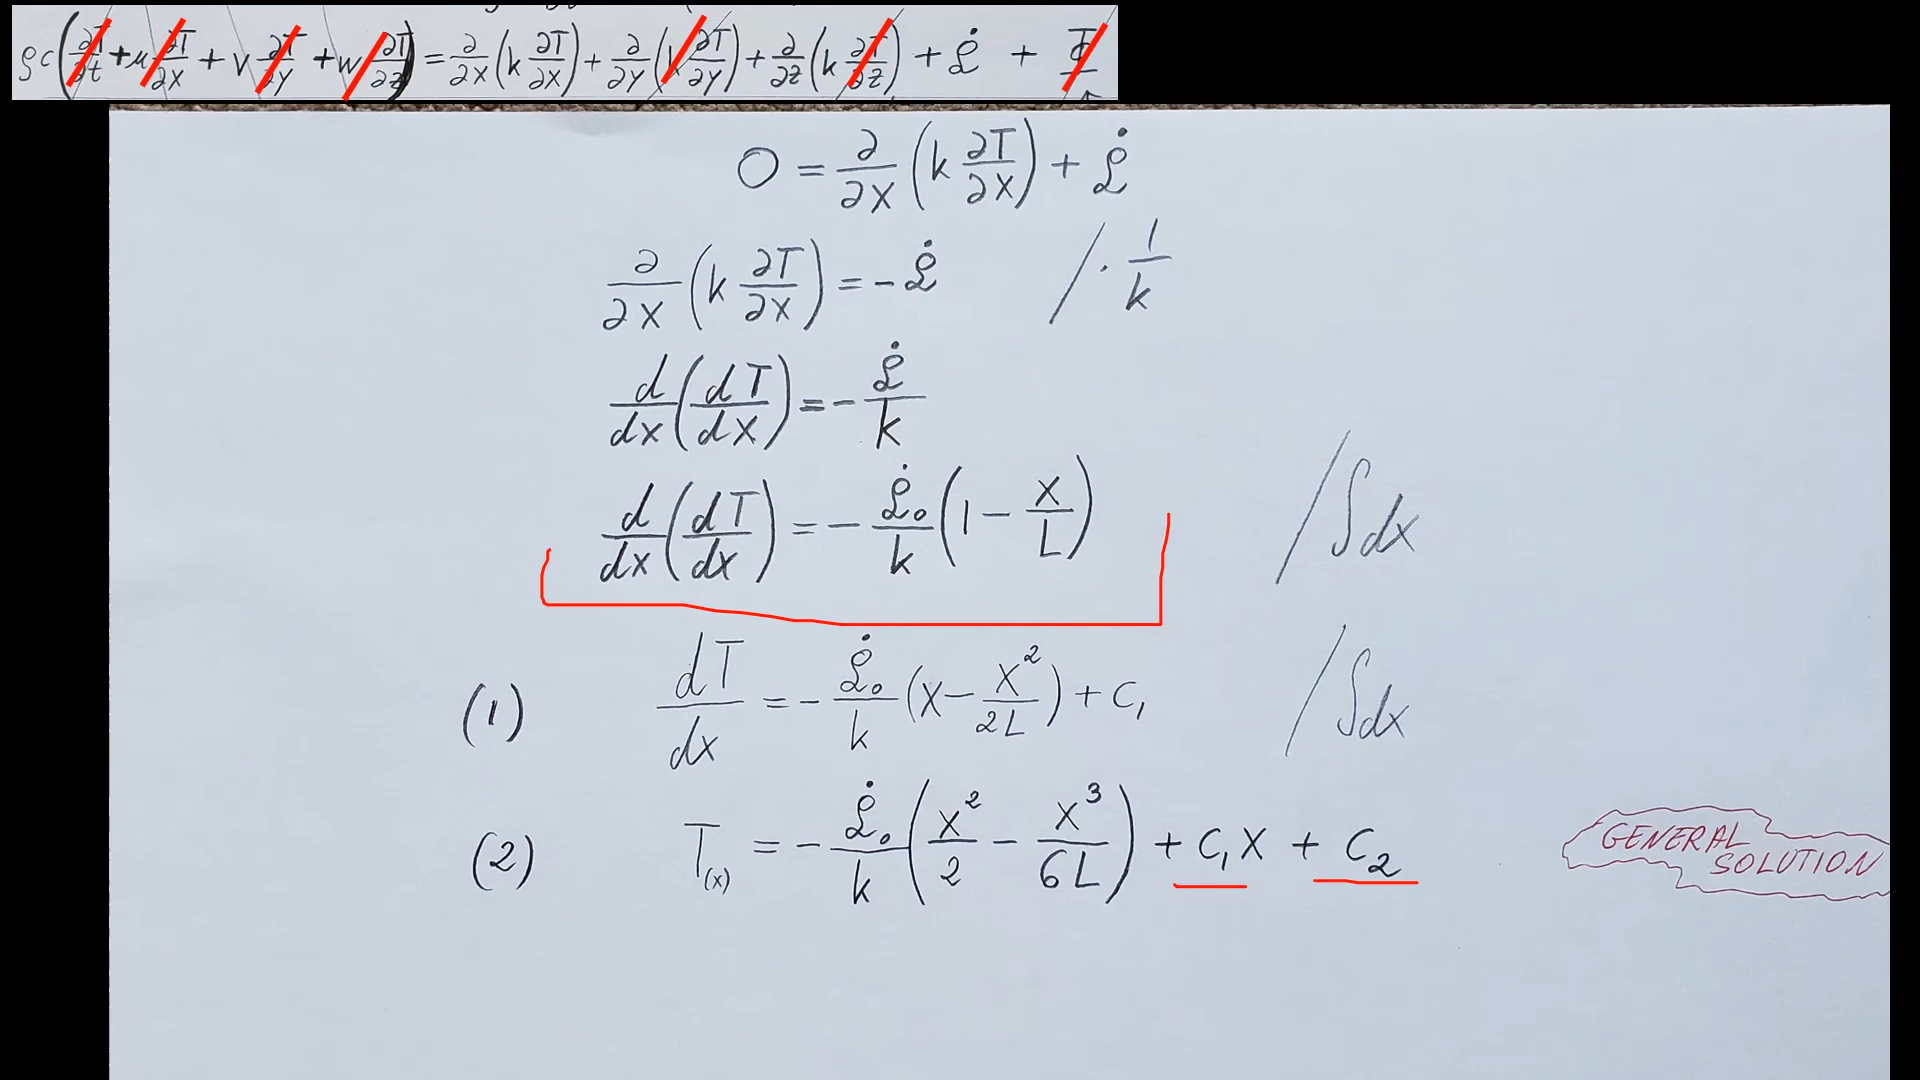 ρc(∂T/∂t + u ∂T/∂x + v ∂T/∂y + w ∂T/∂z) = ∂/∂x (k ∂T/∂x) + ∂/∂y (k ∂T/∂y) + ∂/∂z (k ∂T/∂z) + Q̇ + Φ
0 = ∂/∂x (k ∂T/∂x) + Q̇
∂/∂x (k ∂T/∂x) = -Q̇ / · 1/k
d/dx (dT/dx) = - Q̇/k
d/dx (dT/dx) = - Q̇₀/k (1 - x/L) / ∫dx
(1) dT/dx = - Q̇₀/k (x - x²/2L) + C₁ / ∫dx
(2) T(x) = - Q̇₀/k (x²/2 - x³/6L) + C₁x + C₂
GENERAL
SOLUTION